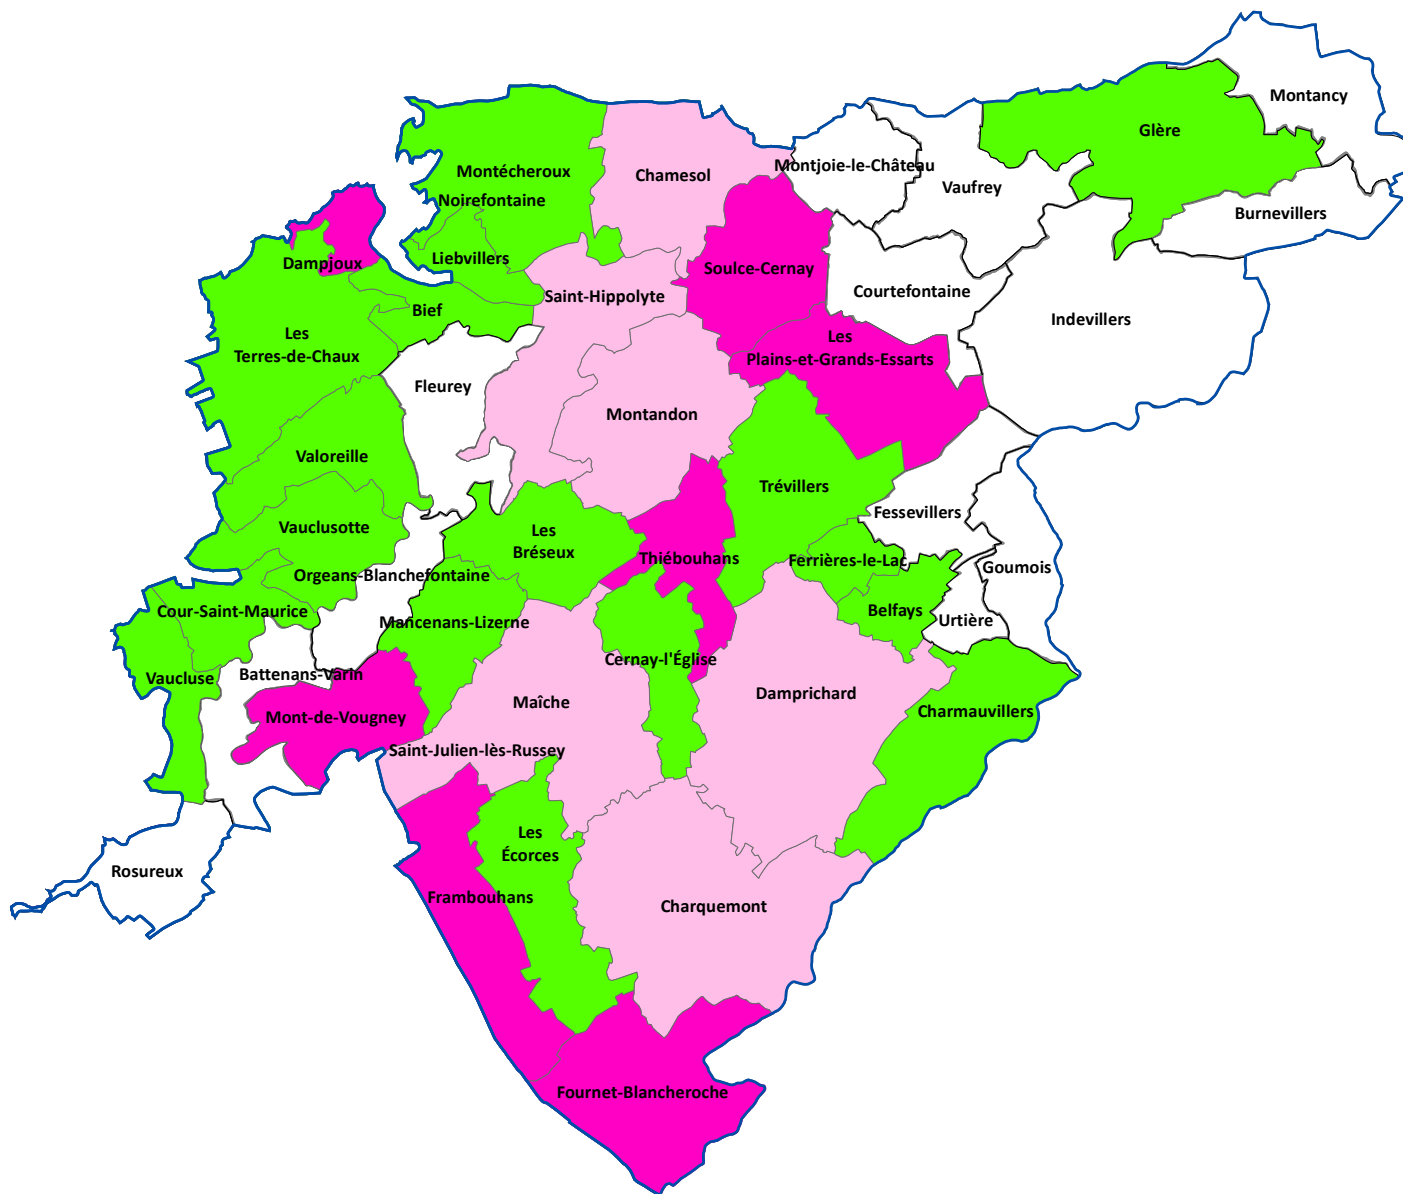 Montancy
Glère
Montécheroux
Chamesol
Montjoie-le-Château
Vaufrey
Noirefontaine
Burnevillers
Dampjoux
Liebvillers
Soulce-Cernay
Courtefontaine
Saint-Hippolyte
Bief
Indevillers
Les
Terres-de-Chaux
Les
Plains-et-Grands-Essarts
Fleurey
Montandon
Valoreille
Trévillers
Vauclusotte
Les
Bréseux
Fessevillers
Thiébouhans
Ferrières-le-Lac
Goumois
Orgeans-Blanchefontaine
Cour-Saint-Maurice
Mancenans-Lizerne
Belfays
Urtière
Cernay-l'Église
Vaucluse
Battenans-Varin
Maîche
Damprichard
Mont-de-Vougney
Charmauvillers
Saint-Julien-lès-Russey
Les
Écorces
Rosureux
Frambouhans
Charquemont
Fournet-Blancheroche